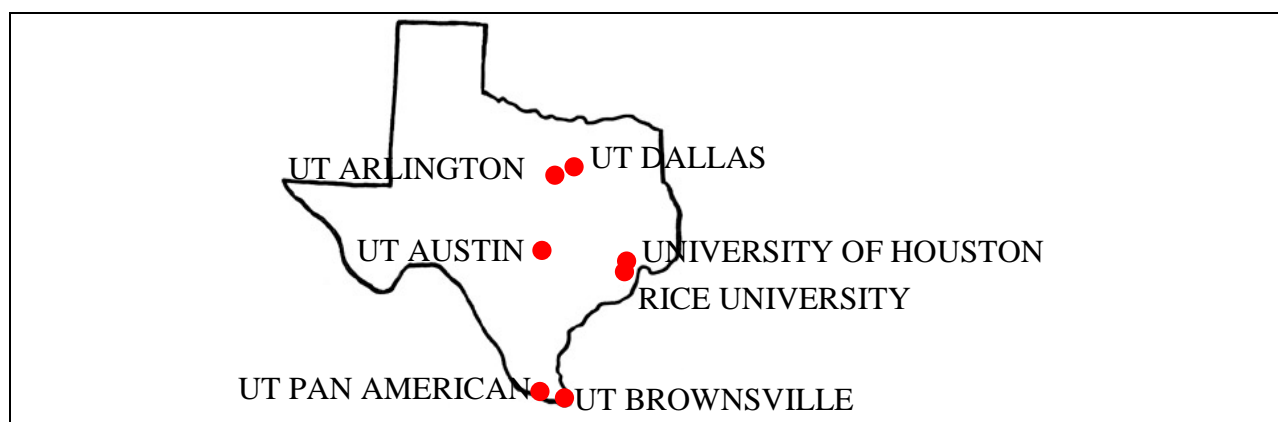 UT DALLAS
UT ARLINGTON
UT AUSTIN
UNIVERSITY OF HOUSTON
RICE UNIVERSITY
UT PAN AMERICAN
UT BROWNSVILLE